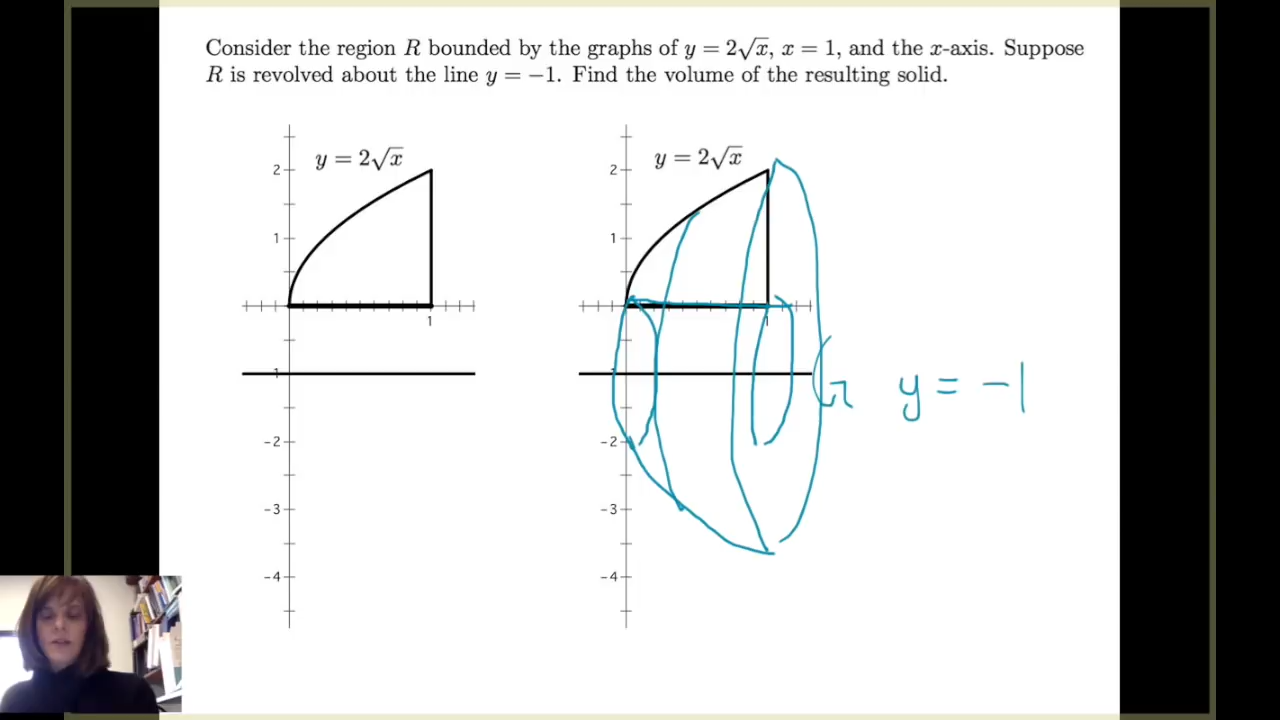 Consider the region R bounded by the graphs of y = 2√x, x = 1, and the x-axis. Suppose
R is revolved about the line y = −1. Find the volume of the resulting solid.
y = 2√x
2
1
1
-1
-2
-3
-4
y = 2√x
2
1
1
-2
-3
-4
y = -1